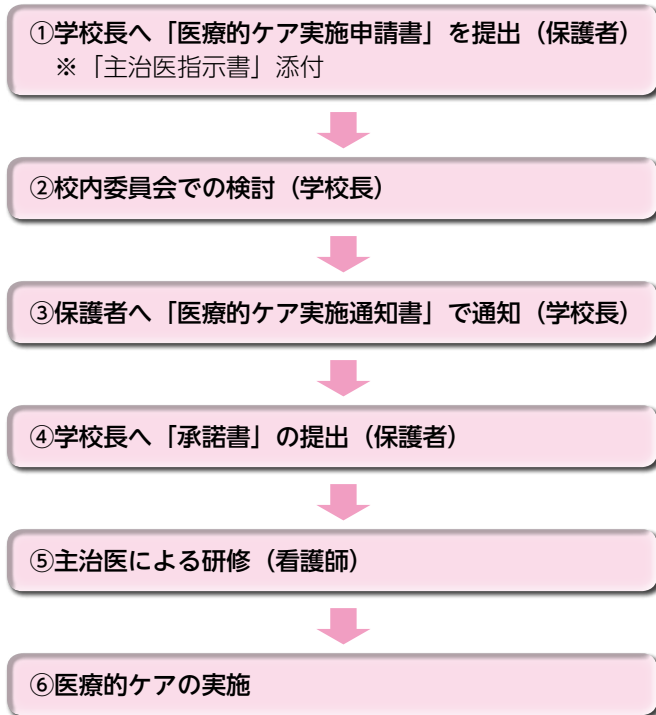 ①学校長へ「医療的ケア実施申請書」を提出（保護者）
※「主治医指示書」添付
②校内委員会での検討（学校長）
③保護者へ「医療的ケア実施通知書」で通知（学校長）
④学校長へ「承諾書」の提出（保護者）
⑤主治医による研修（看護師）
⑥医療的ケアの実施